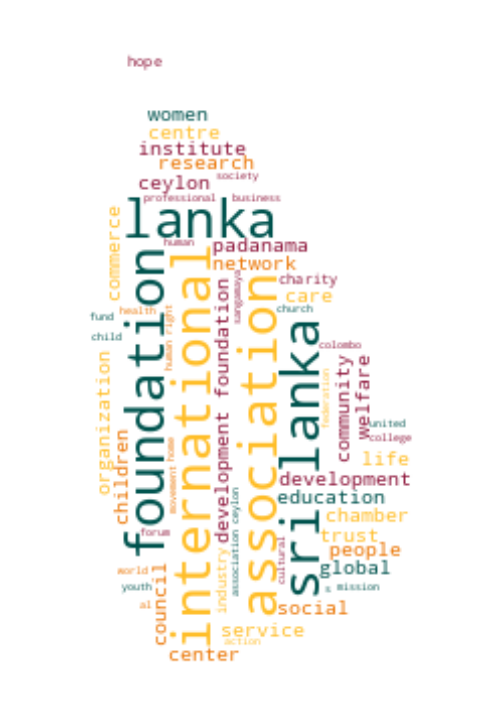 hope
women
centre
institute
research
society
ceylon
professional
business
lanka
commerce
human
padanama
network
foundation
international
sangamaya
charity
care
association
church
health
fund
human right
child
development foundation
sri lanka
colombo
federation
community
welfare
united
college
organization
children
movement
home
life
development
education
association ceylon
chamber
forum
trust
people
cultural
industry
world
global
youth
s
mission
council
al
social
service
action
center